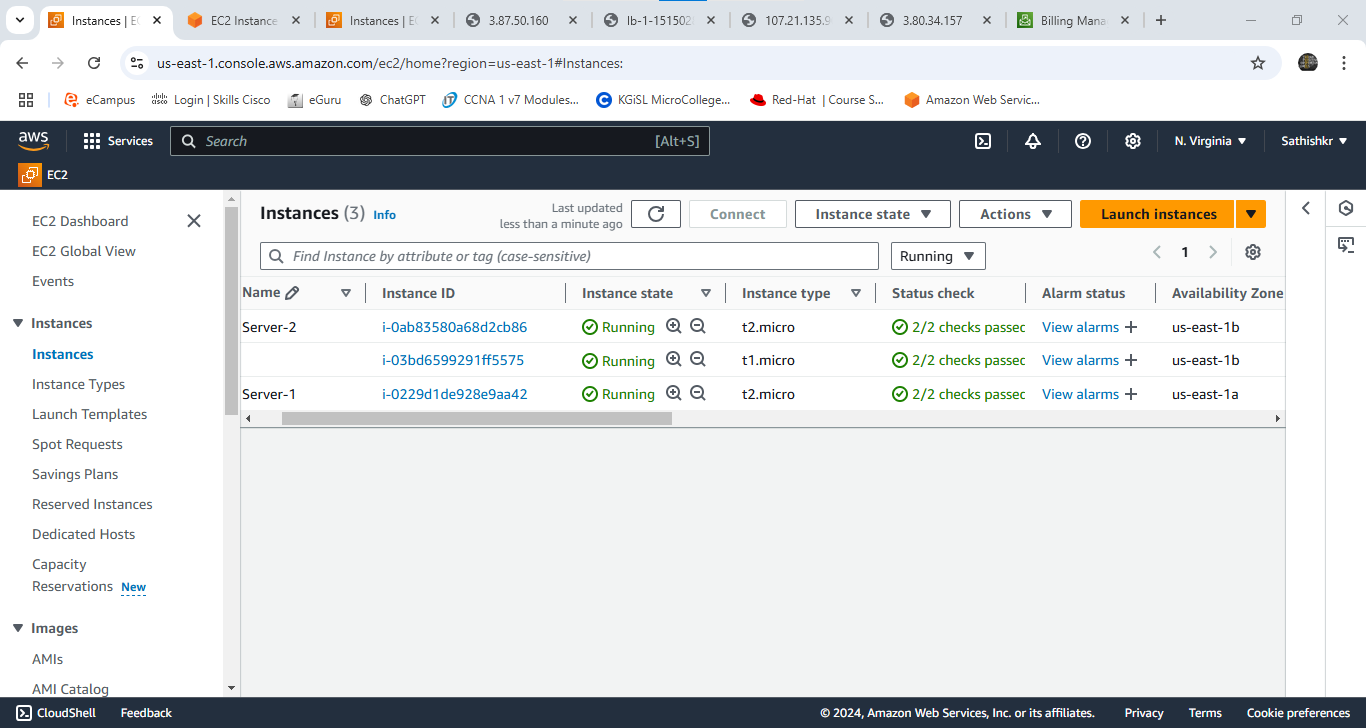 Instances | EC
EC2 Instance
Instances | EC
3.87.50.160
lb-1-151502
107.21.135.9
3.80.34.157
Billing Mana
us-east-1.console.aws.amazon.com/ec2/home?region=us-east-1#Instances:
eCampus
Login | Skills Cisco
eGuru
ChatGPT
CCNA 1 v7 Modules...
KGiSL MicroCollege...
Red-Hat | Course S...
Amazon Web Servic...
aws
Services
Search
[Alt+S]
N. Virginia
Sathishkr
EC2
EC2 Dashboard
EC2 Global View
Events
Instances
Instances
Instance Types
Launch Templates
Spot Requests
Savings Plans
Reserved Instances
Dedicated Hosts
Capacity
Reservations New
Images
AMIs
AMI Catalog
Instances (3) Info
Last updated
less than a minute ago
Connect
Instance state
Actions
Launch instances
Find Instance by attribute or tag (case-sensitive)
Running
1
Name Instance ID Instance state Instance type Status check Alarm status Availability Zone
Server-2 i-0ab83580a68d2cb86 Running t2.micro 2/2 checks passed View alarms + us-east-1b
i-03bd6599291ff5575 Running t1.micro 2/2 checks passed View alarms + us-east-1b
Server-1 i-0229d1de928e9aa42 Running t2.micro 2/2 checks passed View alarms + us-east-1a
CloudShell
Feedback
© 2024, Amazon Web Services, Inc. or its affiliates.
Privacy
Terms
Cookie preferences